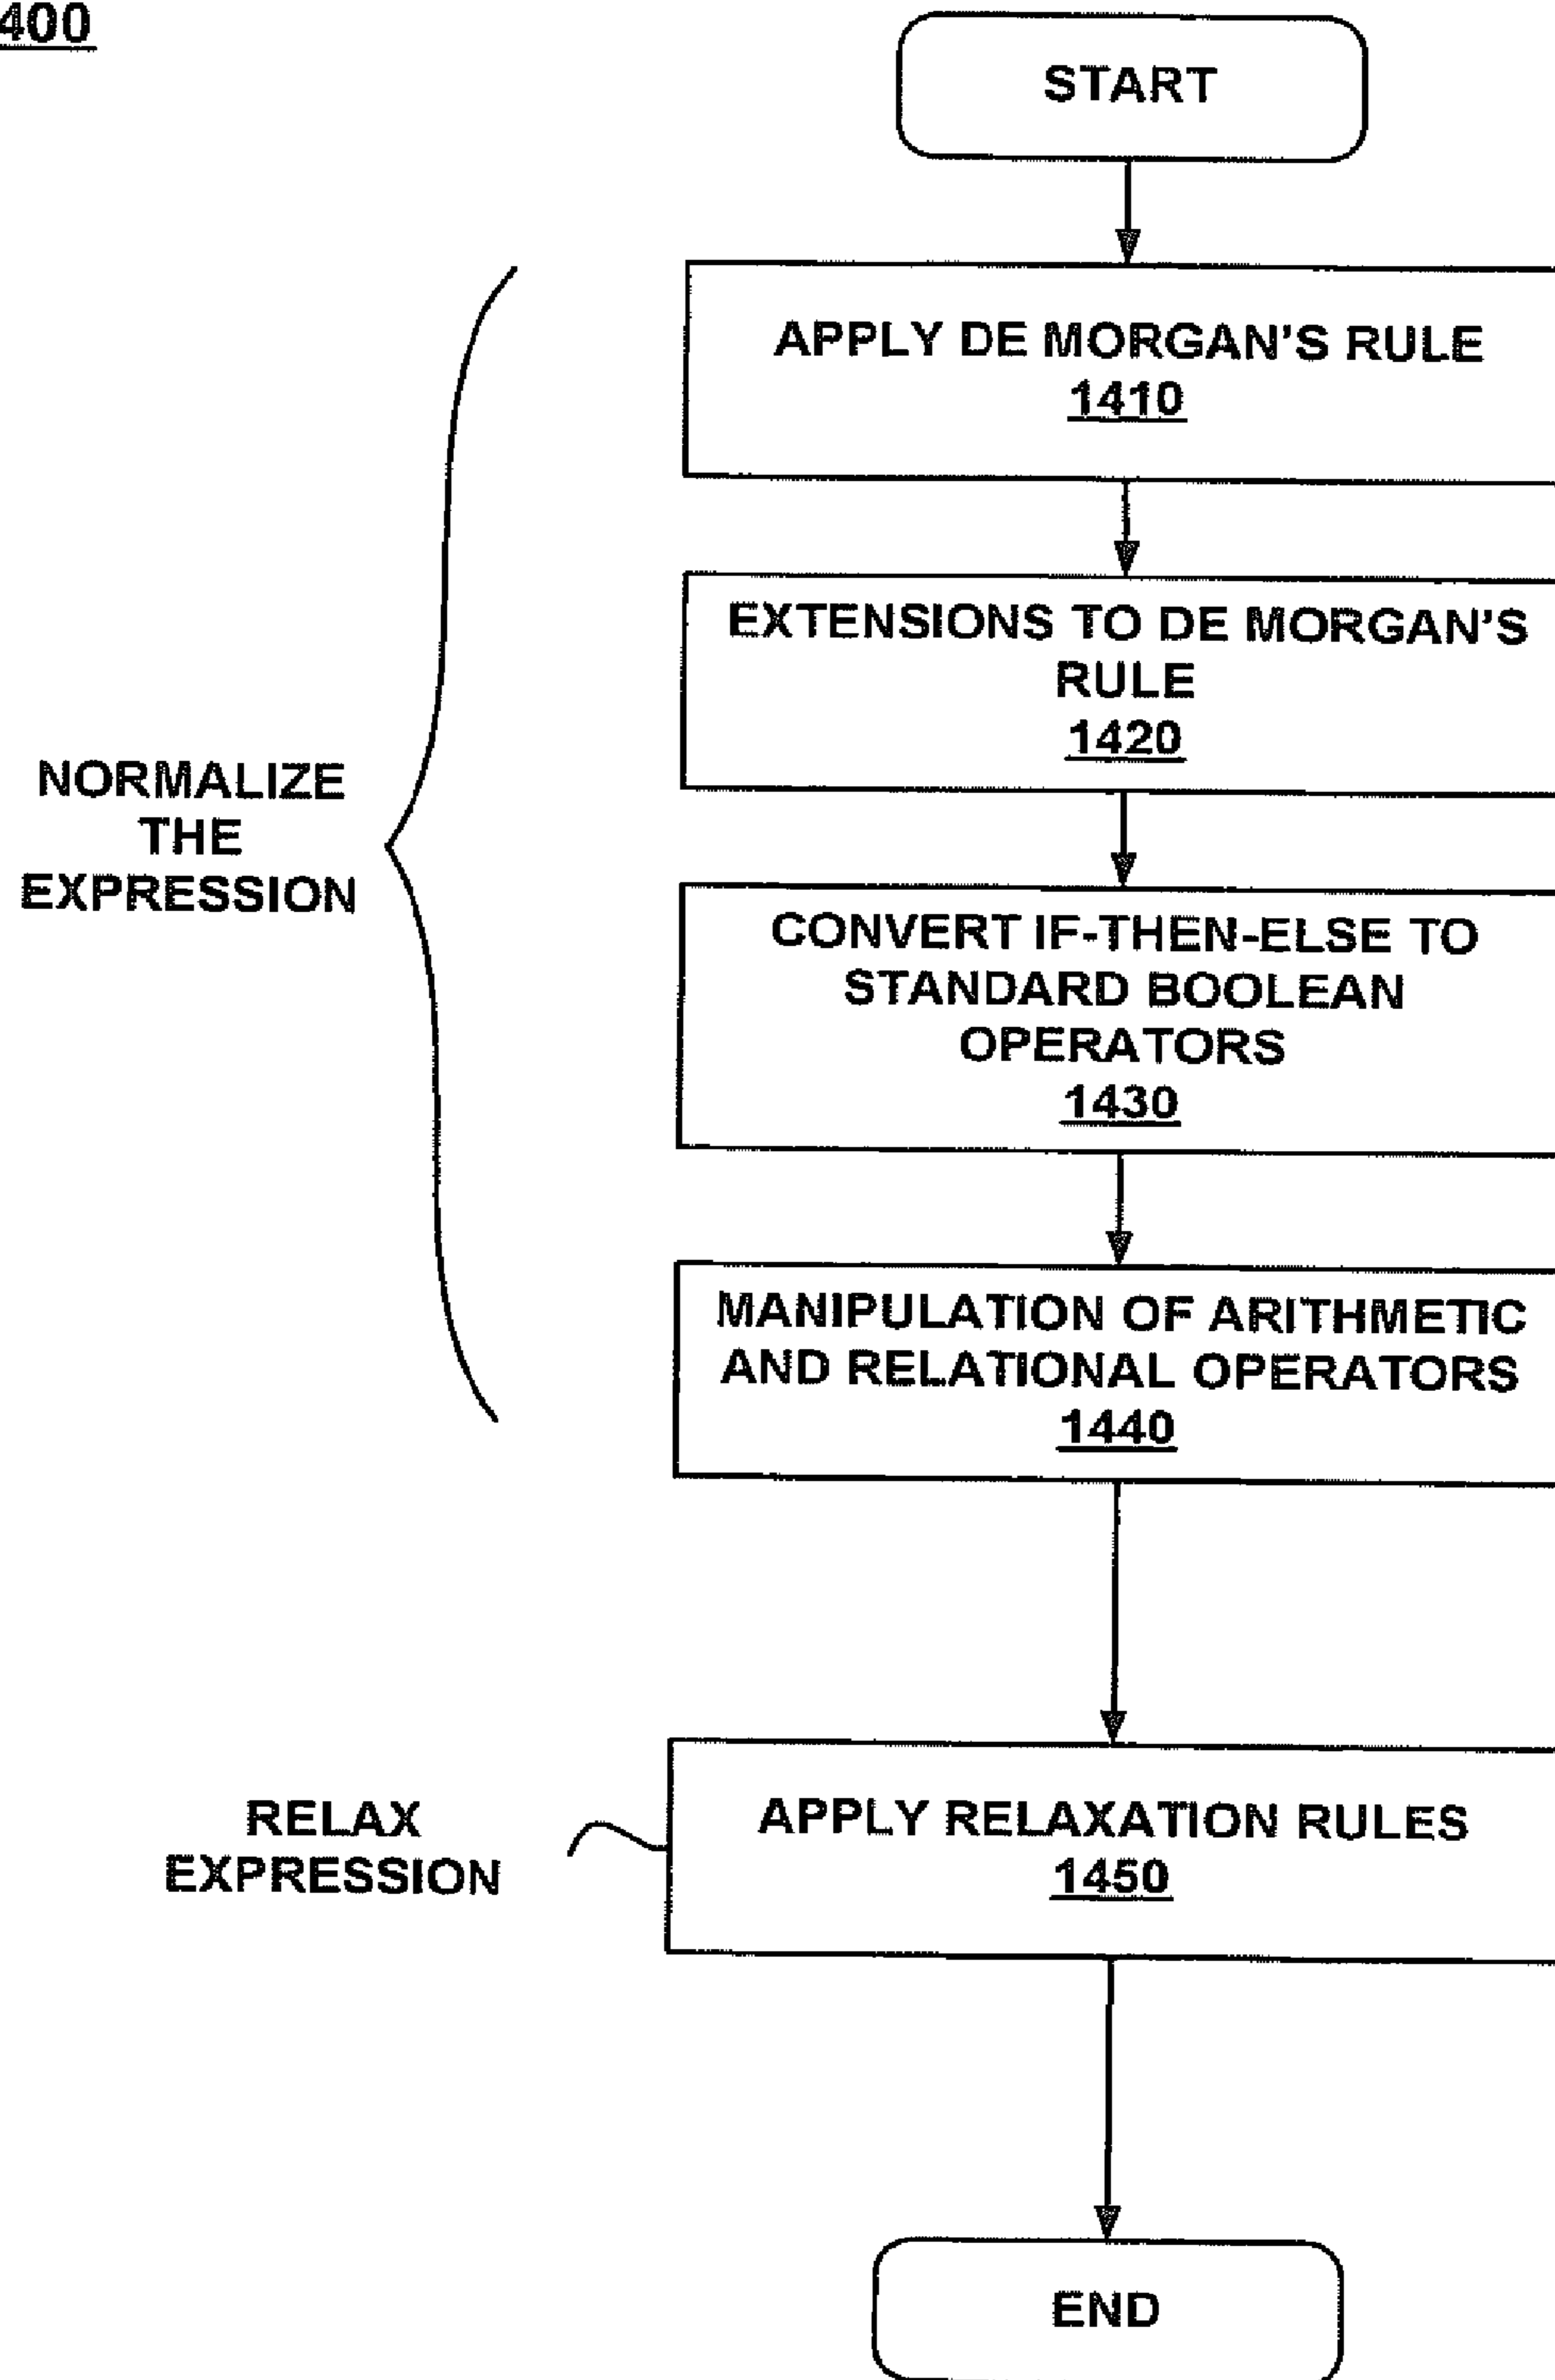 400
START
APPLY DE MORGAN'S RULE
1410
EXTENSIONS TO DE MORGAN'S
RULE
1420
NORMALIZE
THE
EXPRESSION
CONVERT IF-THEN-ELSE TO
STANDARD BOOLEAN
OPERATORS
1430
MANIPULATION OF ARITHMETIC
AND RELATIONAL OPERATORS
1440
RELAX
EXPRESSION
APPLY RELAXATION RULES
1450
END